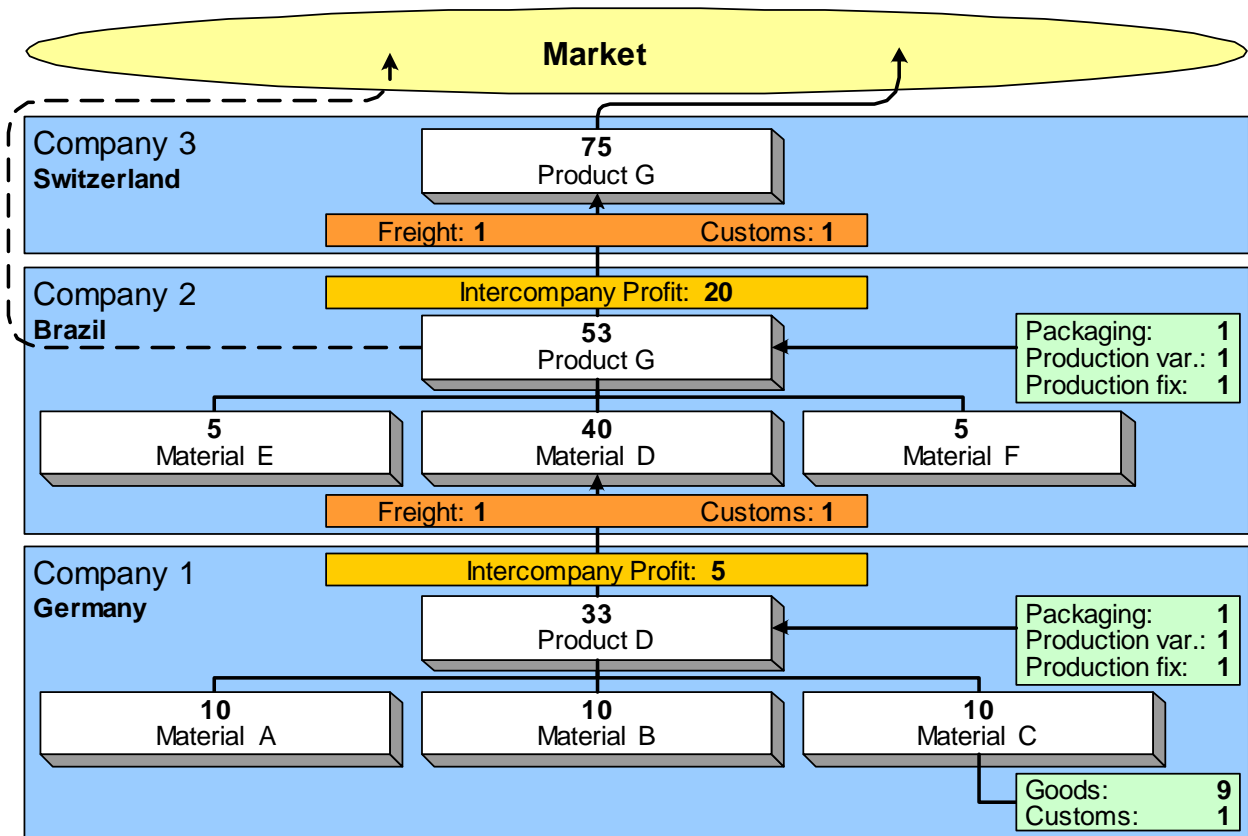 Market
Company 3
Switzerland
75
Product G
Freight: 1 Customs: 1
Company 2
Brazil
Intercompany Profit: 20
53
Product G
Packaging: 1
Production var.: 1
Production fix: 1
5
Material E
40
Material D
5
Material F
Freight: 1 Customs: 1
Company 1
Germany
Intercompany Profit: 5
33
Product D
Packaging: 1
Production var.: 1
Production fix: 1
10
Material A
10
Material B
10
Material C
Goods: 9
Customs: 1